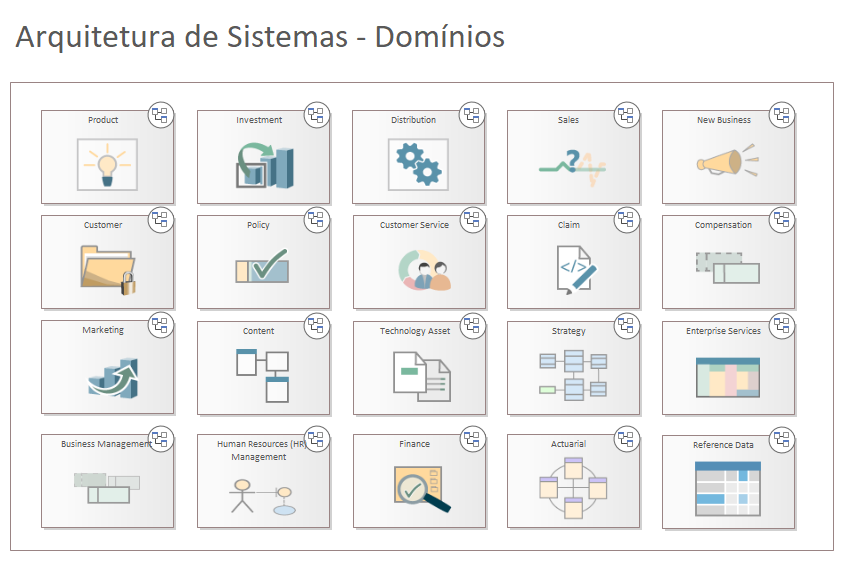 Arquitetura de Sistemas - Domínios
Product
Investment
Distribution
Sales
New Business
Customer
Policy
Customer Service
Claim
Compensation
Marketing
Content
Technology Asset
Strategy
Enterprise Services
Business Management
Human Resources (HR)
Management
Finance
Actuarial
Reference Data